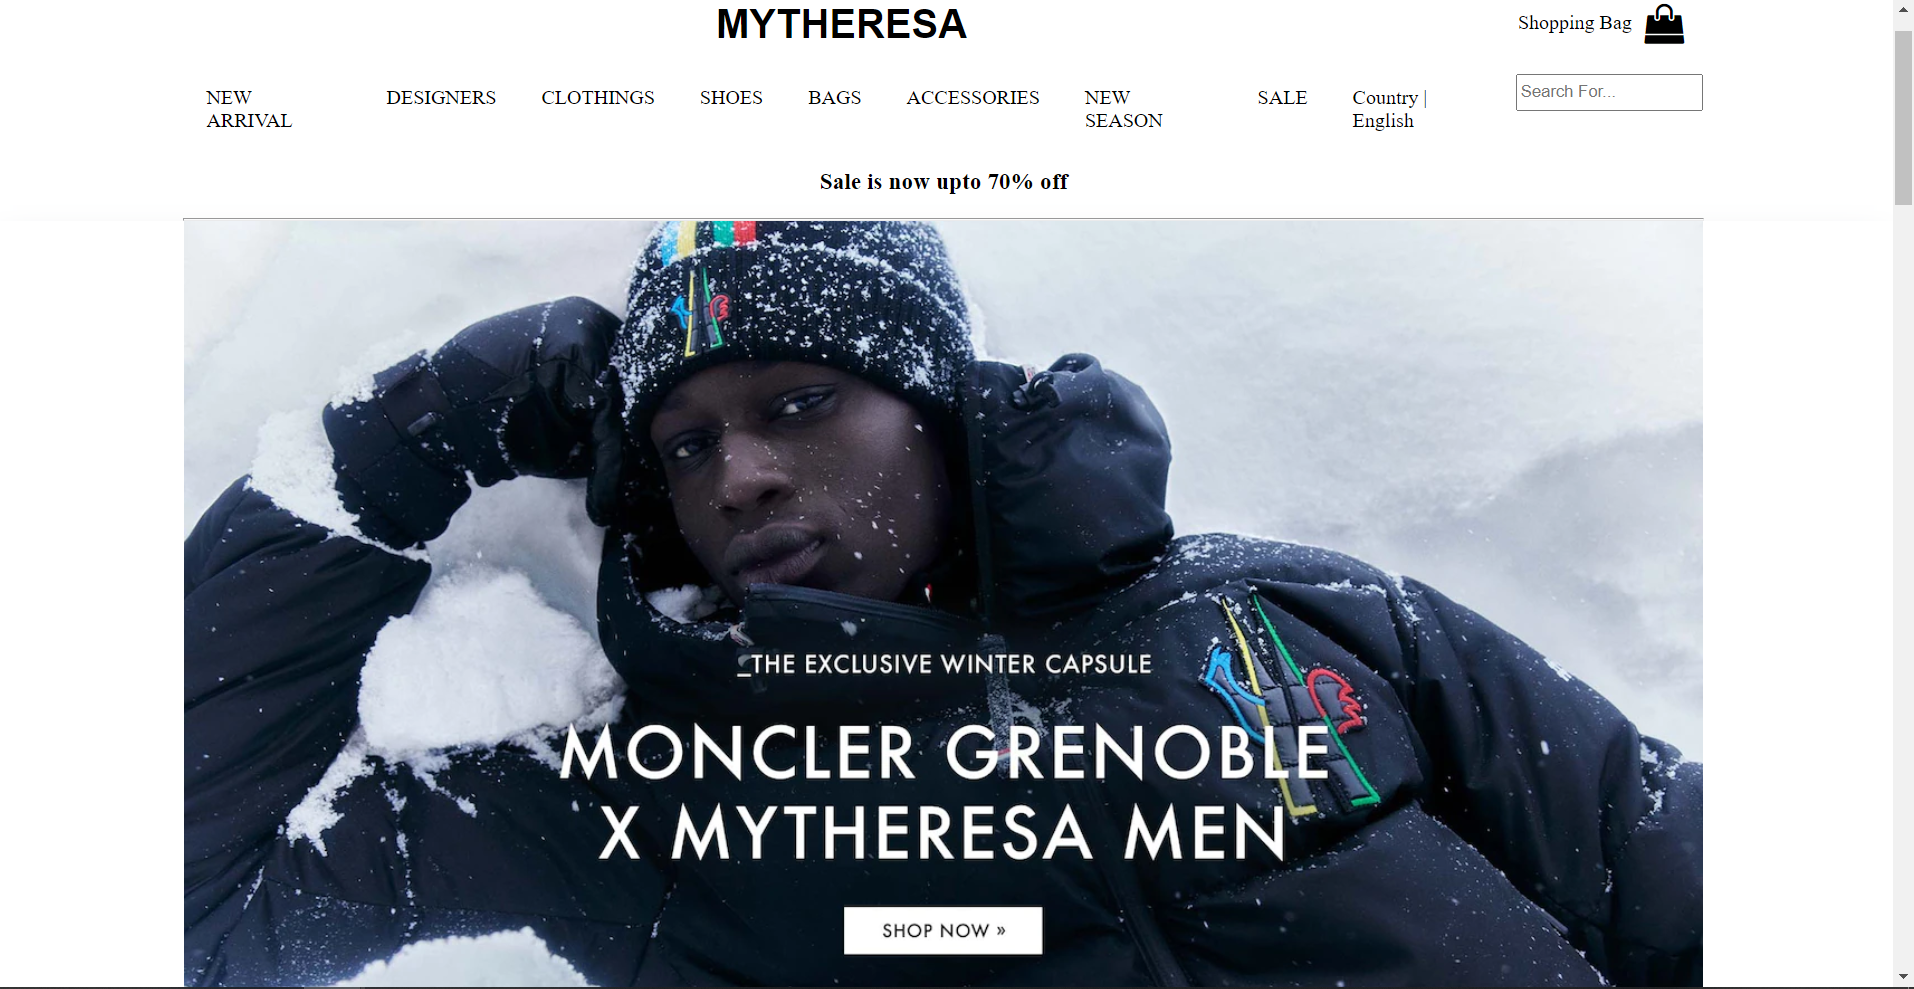 MYTHERESA
Shopping Bag
NEW
ARRIVAL
DESIGNERS
CLOTHINGS
SHOES
BAGS
ACCESSORIES
NEW
SEASON
SALE
Country |
English
Search For...
Sale is now upto 70% off
_THE EXCLUSIVE WINTER CAPSULE
MONCLER GRENOBLE
X MYTHERESA MEN
SHOP NOW »